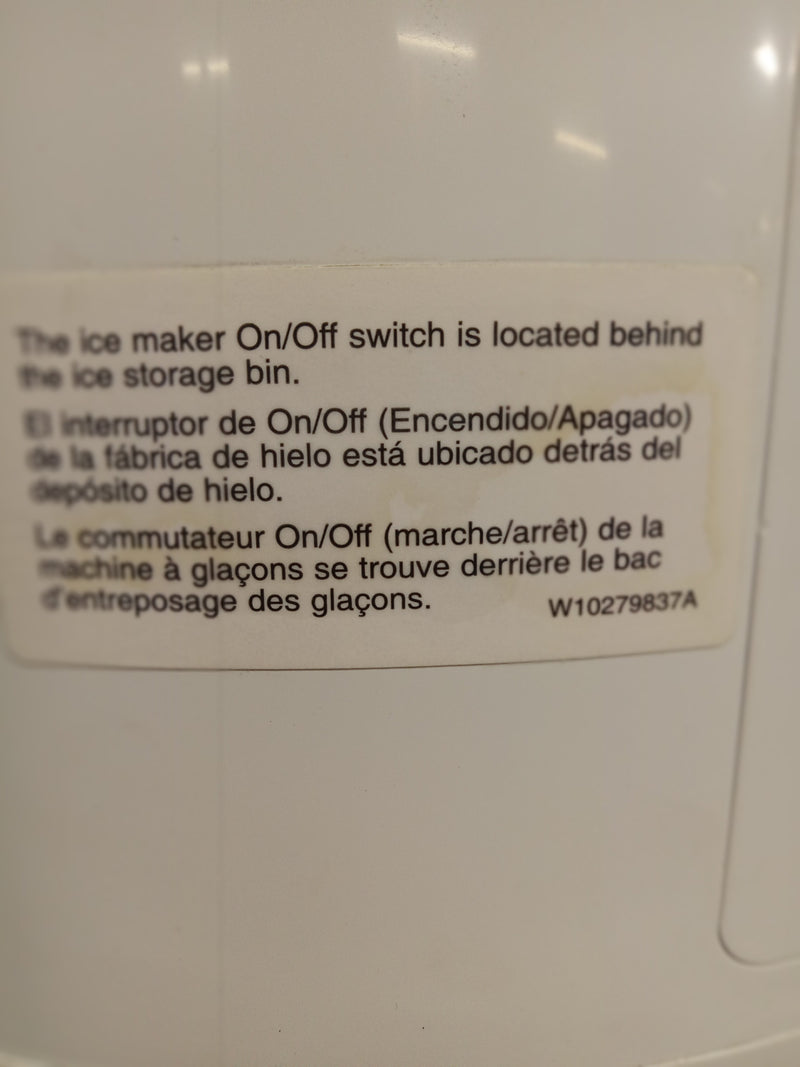 The ice maker On/Off switch is located behind
the ice storage bin.
El interruptor de On/Off (Encendido/Apagado)
de la fábrica de hielo está ubicado detrás del
depósito de hielo.
Le commutateur On/Off (marche/arrêt) de la
machine à glaçons se trouve derrière le bac
d'entreposage des glaçons.
W10279837A